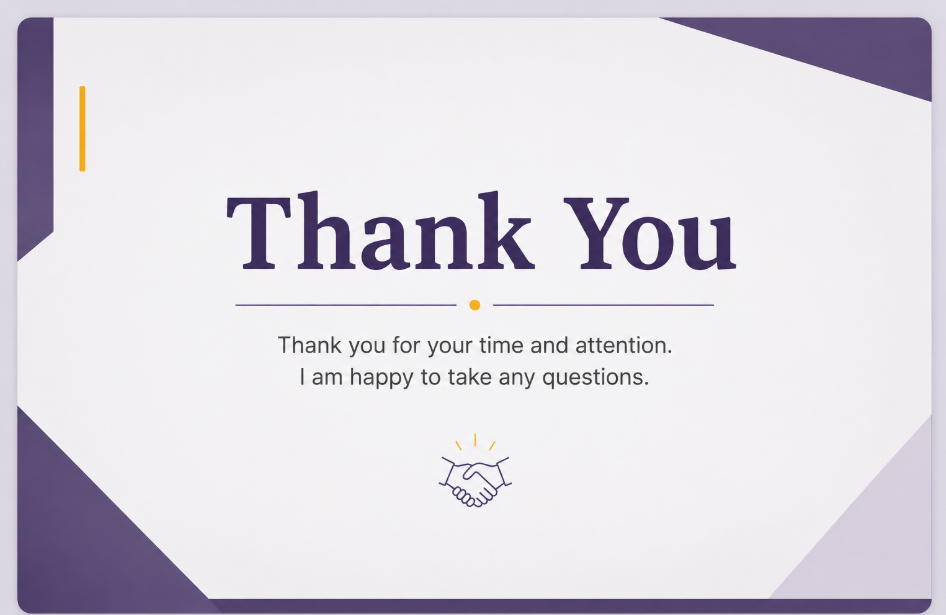 Thank You
Thank you for your time and attention.
I am happy to take any questions.